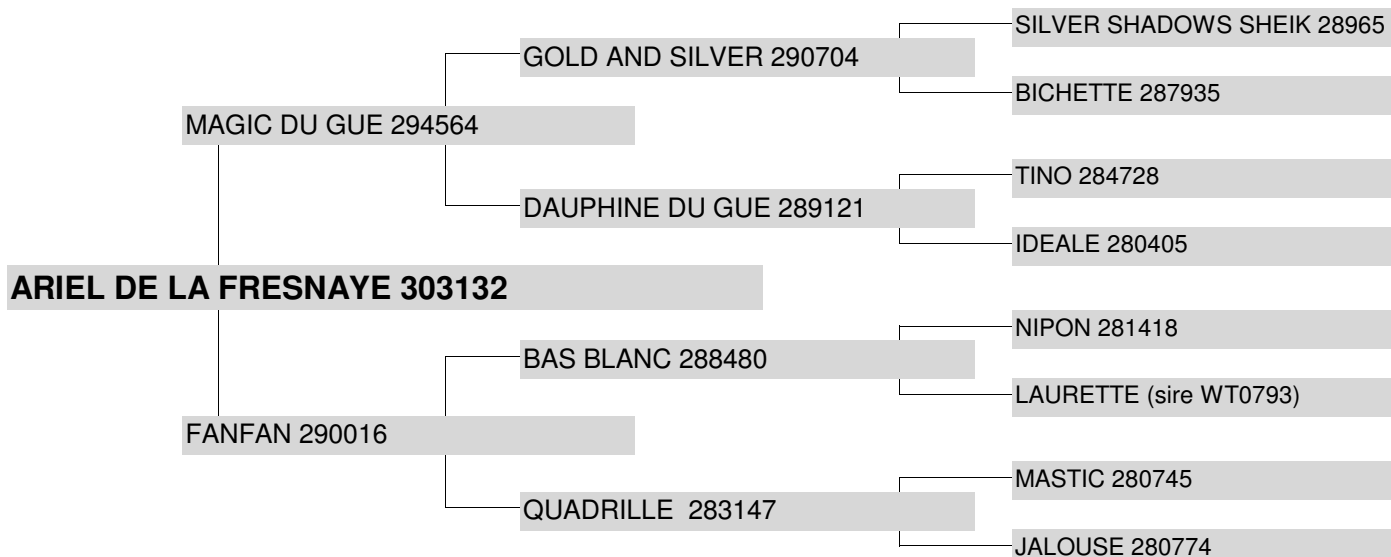 SILVER SHADOWS SHEIK 28965
GOLD AND SILVER 290704
BICHETTE 287935
MAGIC DU GUE 294564
TINO 284728
DAUPHINE DU GUE 289121
IDEALE 280405
ARIEL DE LA FRESNAYE 303132
NIPON 281418
BAS BLANC 288480
LAURETTE (sire WT0793)
FANFAN 290016
MASTIC 280745
QUADRILLE  283147
JALOUSE 280774